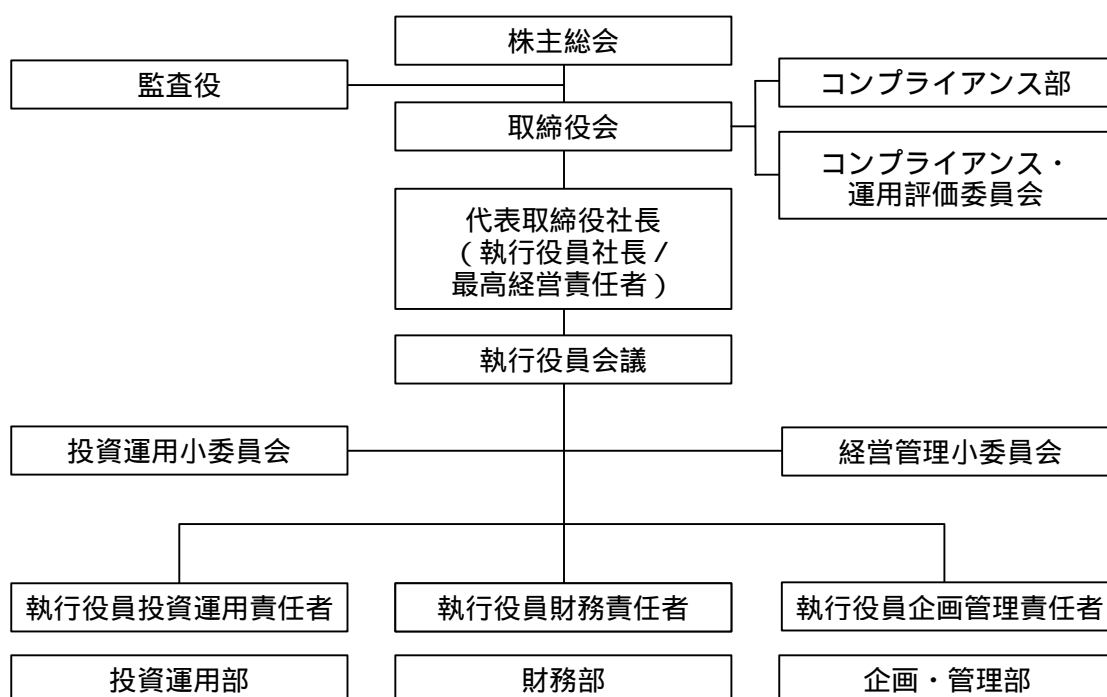 株主総会
監査役
コンプライアンス部
取締役会
コンプライアンス・
運用評価委員会
代表取締役社長
(執行役員社長/
最高経営責任者)
執行役員会議
投資運用小委員会
経営管理小委員会
執行役員投資運用責任者
執行役員財務責任者
執行役員企画管理責任者
投資運用部
財務部
企画・管理部